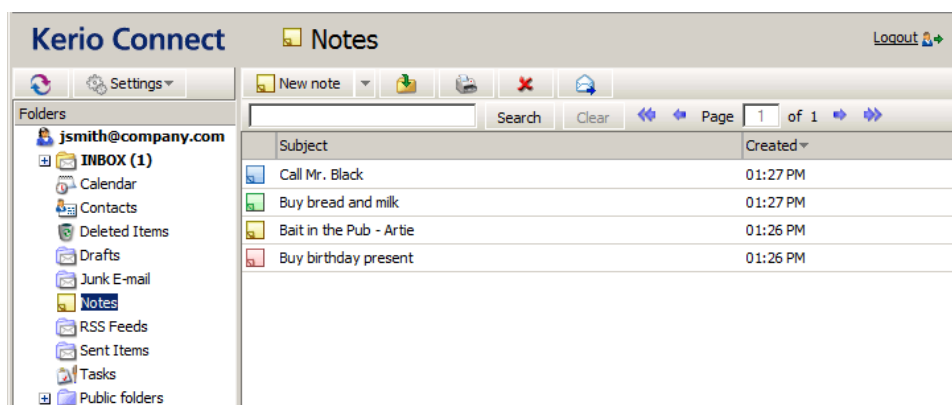 Kerio Connect
Notes
Logout
Settings
New note
Folders
Search
Clear
Page 1 of 1
jsmith@company.com
INBOX (1)
Calendar
Contacts
Deleted Items
Drafts
Junk E-mail
Notes
RSS Feeds
Sent Items
Tasks
Public folders
Subject Created
Call Mr. Black 01:27 PM
Buy bread and milk 01:27 PM
Bait in the Pub - Artie 01:26 PM
Buy birthday present 01:26 PM